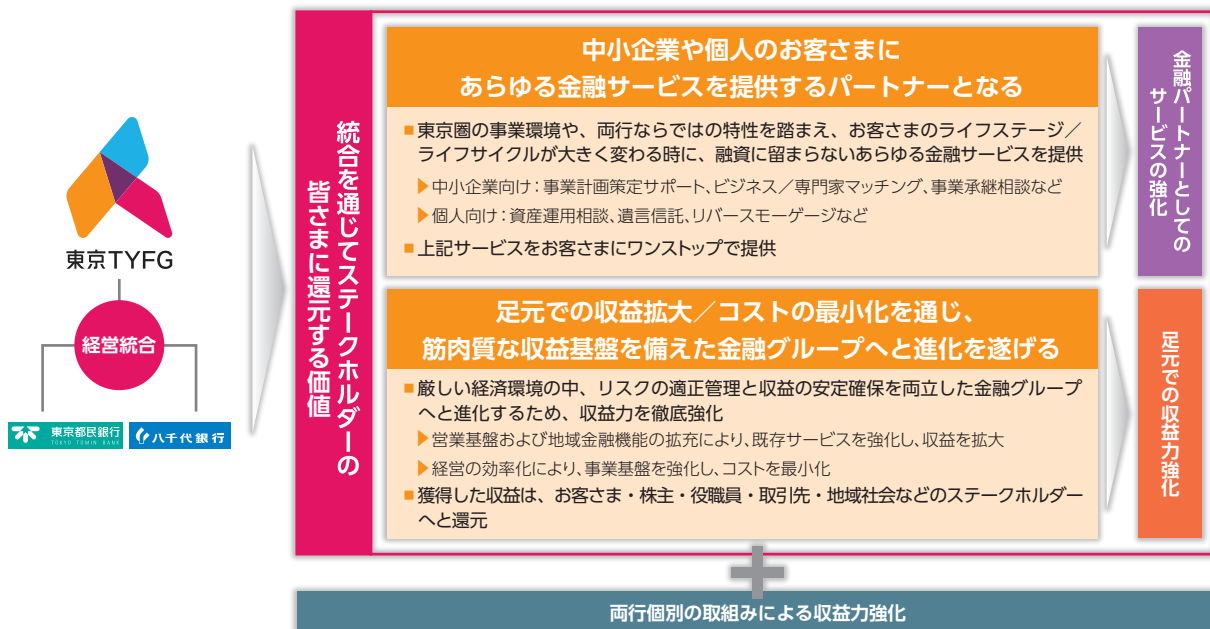 東京TYFG
経営統合
東京都民銀行
TOKYO TOMIN BANK
八千代銀行
統合を通じてステークホルダーの
皆さまに還元する価値
中小企業や個人のお客さまに
あらゆる金融サービスを提供するパートナーとなる
■東京圏の事業環境や、両行ならではの特性を踏まえ、お客さまのライフステージ／
ライフサイクルが大きく変わる時に、融資に留まらないあらゆる金融サービスを提供
▶中小企業向け：事業計画策定サポート、ビジネス／専門家マッチング、事業承継相談など
▶個人向け：資産運用相談、遺言信託、リバースモーゲージなど
■上記サービスをお客さまにワンストップで提供
金融パートナーとしての
サービスの強化
足元での収益拡大／コストの最小化を通じ、
筋肉質な収益基盤を備えた金融グループへと進化を遂げる
■厳しい経済環境の中、リスクの適正管理と収益の安定確保を両立した金融グループ
へと進化するため、収益力を徹底強化
▶営業基盤および地域金融機能の拡充により、既存サービスを強化し、収益を拡大
▶経営の効率化により、事業基盤を強化し、コストを最小化
■獲得した収益は、お客さま・株主・役職員・取引先・地域社会などのステークホルダー
へと還元
足元での収益力強化
両行個別の取組みによる収益力強化